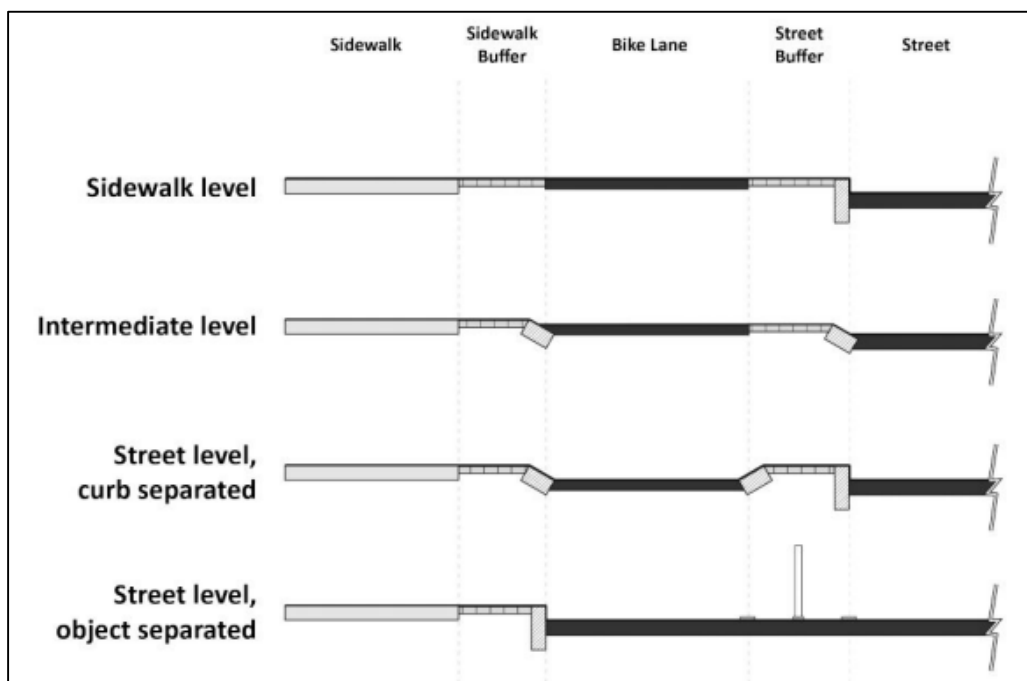 Sidewalk
Sidewalk
Buffer
Bike Lane
Street
Buffer
Street
Sidewalk level
Intermediate level
Street level,
curb separated
Street level,
object separated